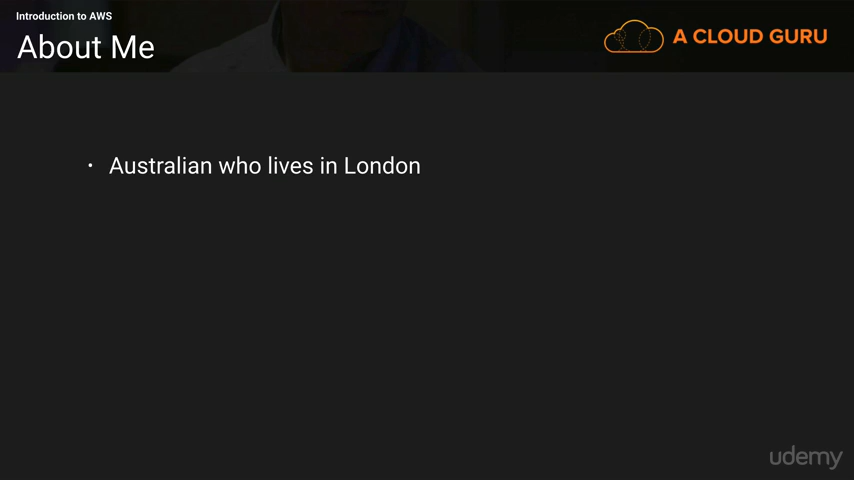 Introduction to AWS
About Me
A CLOUD GURU
• Australian who lives in London
udemy